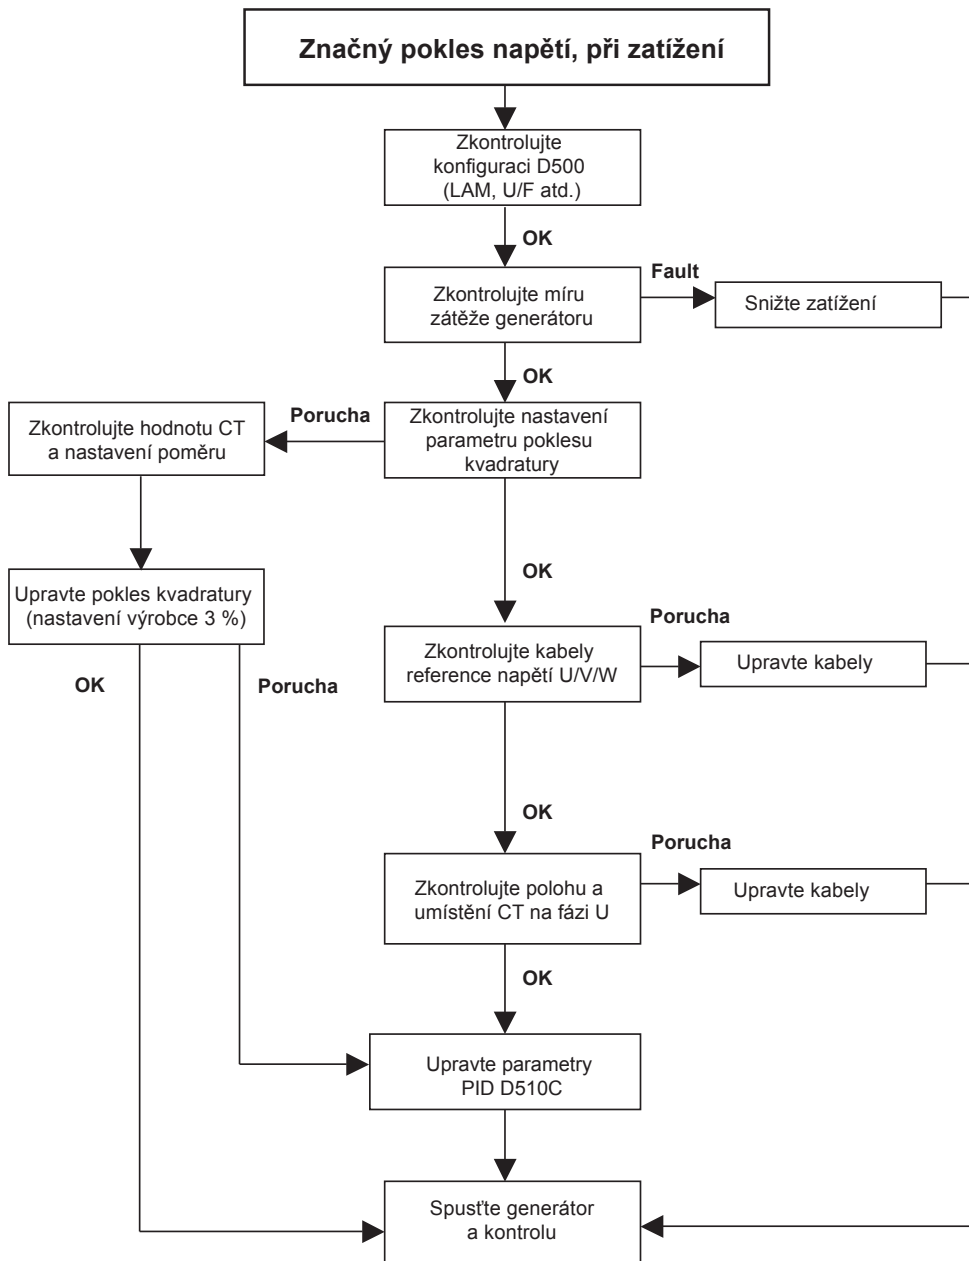 Značný pokles napětí, při zatížení
Zkontrolujte
konfiguraci D500
(LAM, U/F atd.)
OK
Zkontrolujte míru
zátěže generátoru
Fault
Snižte zatížení
OK
Zkontrolujte nastavení
parametru poklesu
kvadratury
Porucha
Zkontrolujte hodnotu CT
a nastavení poměru
Upravte pokles kvadratury
(nastavení výrobce 3 %)
OK
Porucha
OK
Zkontrolujte kabely
reference napětí U/V/W
Porucha
Upravte kabely
OK
Zkontrolujte polohu a
umístění CT na fázi U
Porucha
Upravte kabely
OK
Upravte parametry
PID D510C
Spusťte generátor
a kontrolu